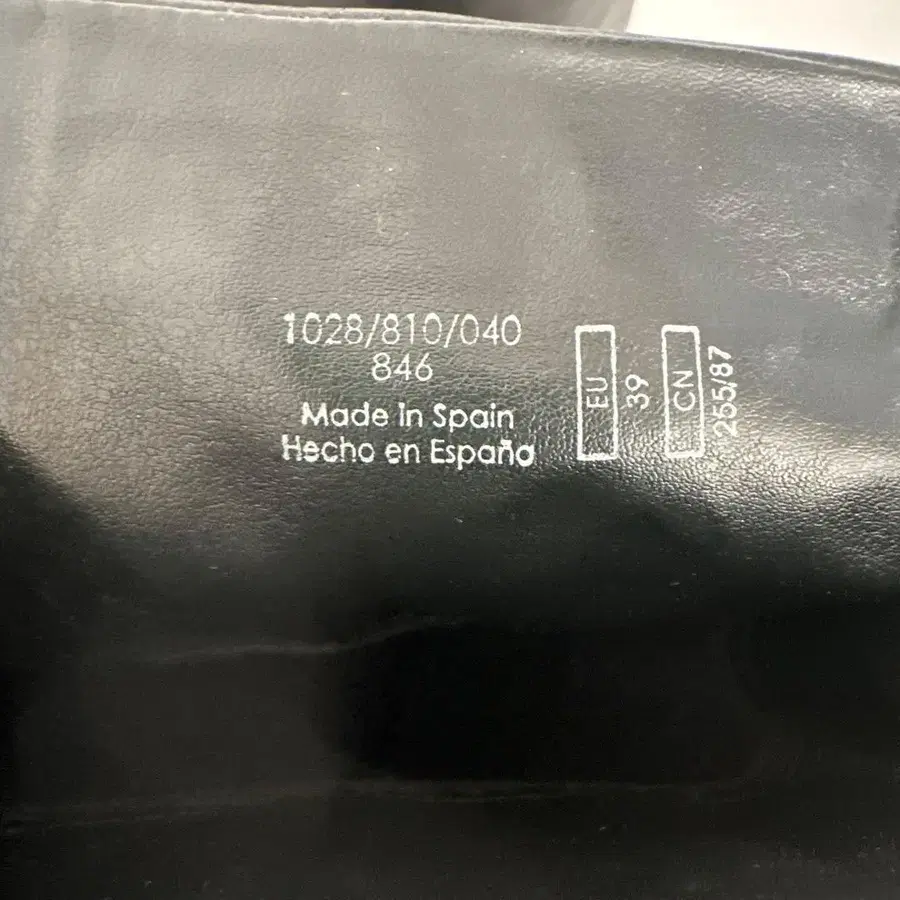 1028/810/040
846
Made in Spain
Hecho en España
EU
39
CN
255/87